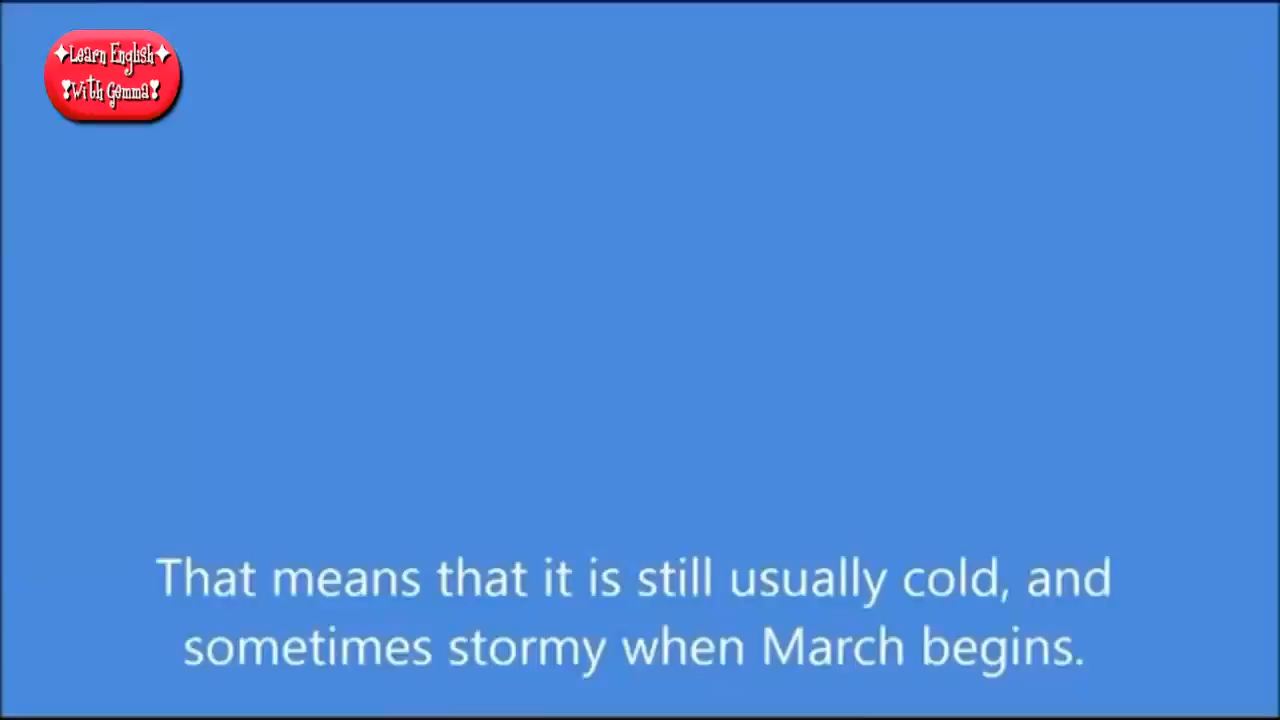 ✦Learn English✦
❣With Gemma❣
That means that it is still usually cold, and
sometimes stormy when March begins.